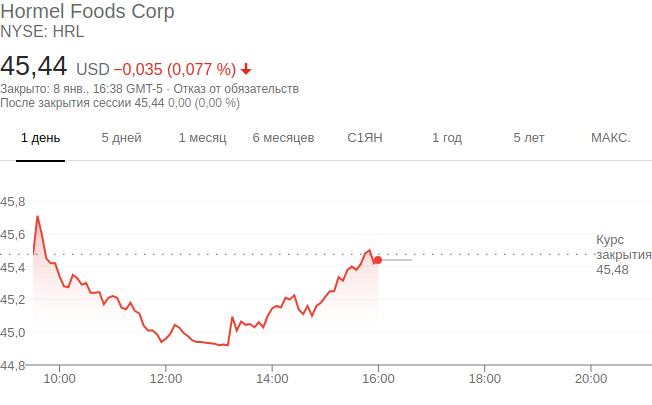 Hormel Foods Corp
NYSE: HRL
45,44 USD −0,035 (0,077 %)
Закрыто: 8 янв., 16:38 GMT-5 · Отказ от обязательств
После закрытия сессии 45,44 0,00 (0,00 %)
1 день 5 дней 1 месяц 6 месяцев С1ЯН 1 год 5 лет МАКС.
45,8
45,6
Курс
закрытия
45,48
45,4
45,2
45,0
44,8
10:00 12:00 14:00 16:00 18:00 20:00